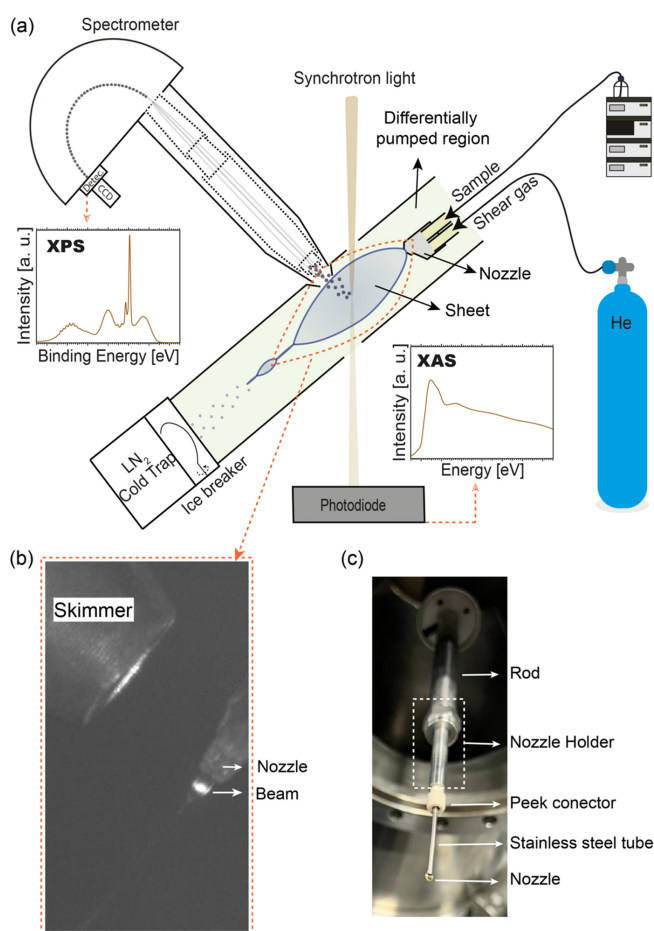 (a)
Spectrometer
Synchrotron light
Differentially
pumped region
Sample
Shear gas
Detec
CCD
XPS
Intensity [a. u.]
Binding Energy [eV]
Nozzle
Sheet
He
XAS
Intensity [a. u.]
Energy [eV]
LN2
Cold Trap
Ice breaker
Photodiode
(b)
Skimmer
Nozzle
Beam
(c)
Rod
Nozzle Holder
Peek conector
Stainless steel tube
Nozzle